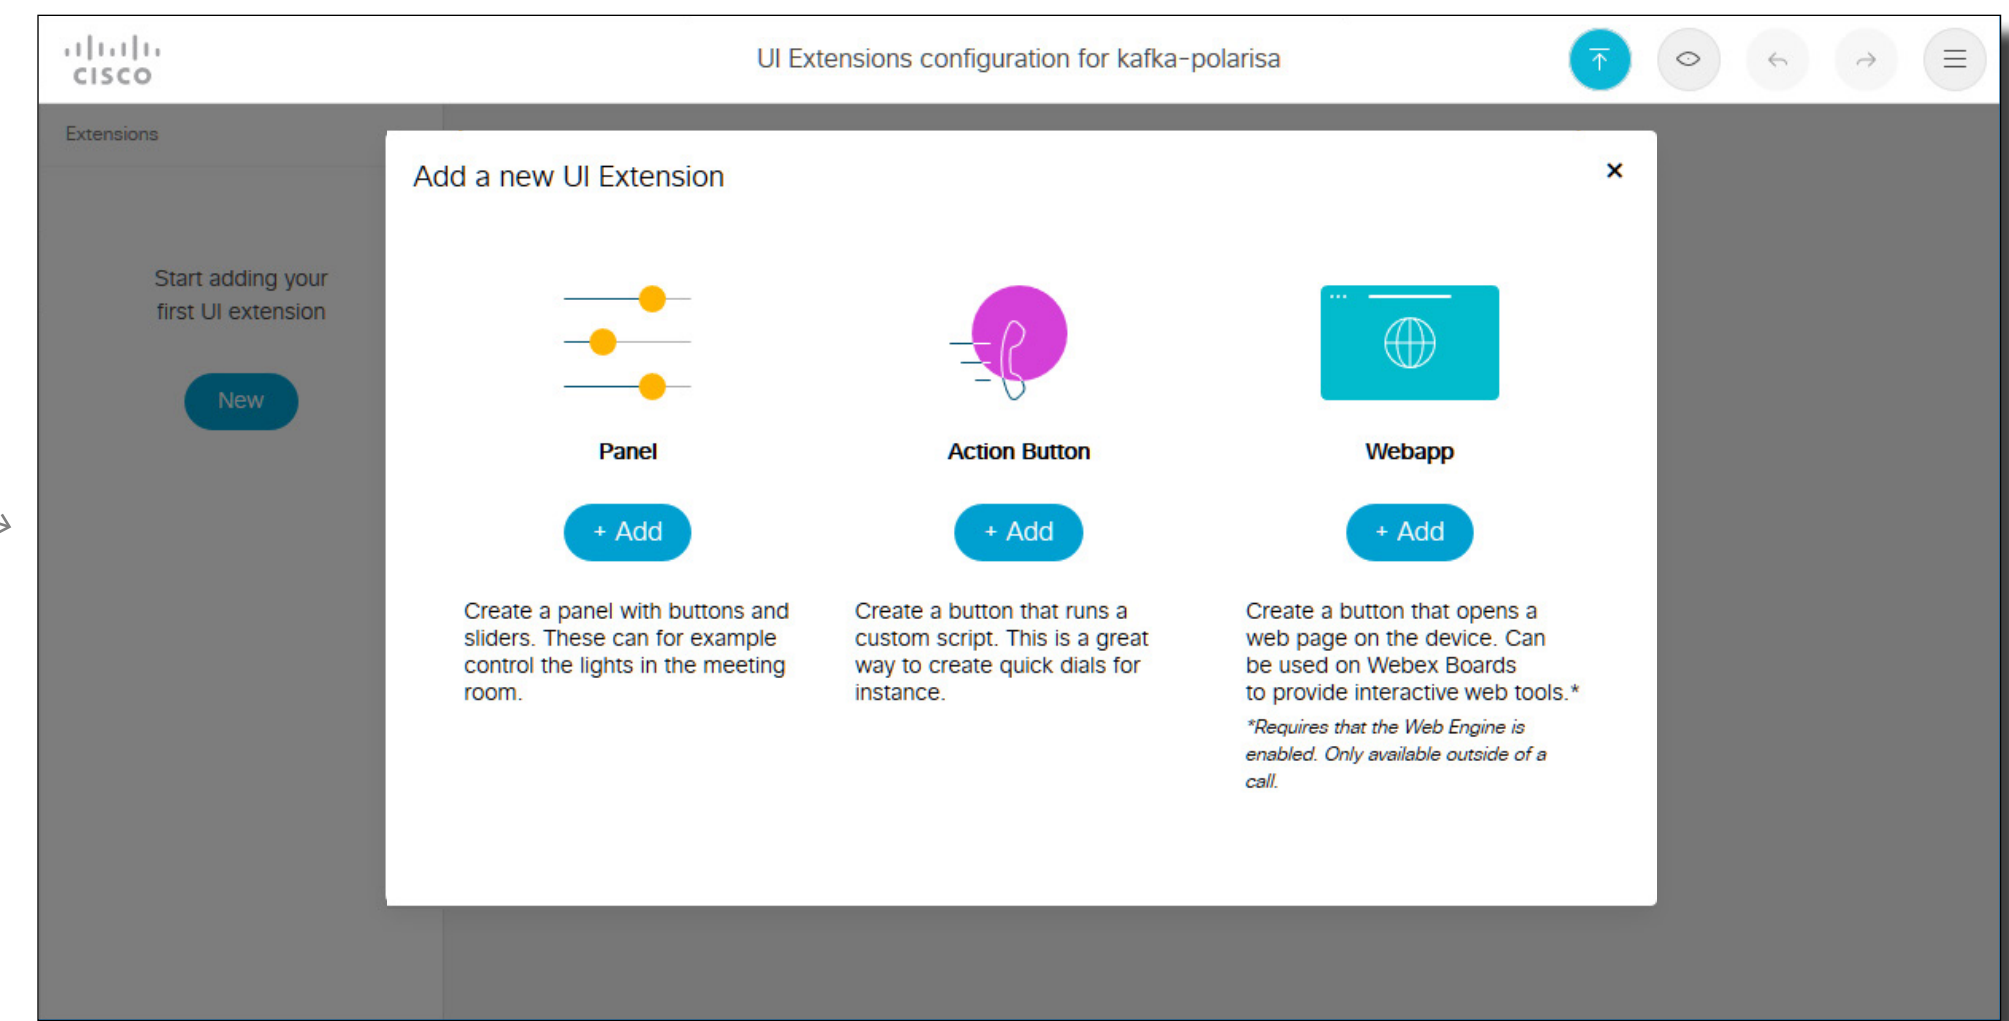 CISCO
UI Extensions configuration for kafka-polarisa
Extensions
Start adding your
first UI extension
New
Add a new UI Extension
Panel
+ Add
Create a panel with buttons and
sliders. These can for example
control the lights in the meeting
room.
Action Button
+ Add
Create a button that runs a
custom script. This is a great
way to create quick dials for
instance.
Webapp
+ Add
Create a button that opens a
web page on the device. Can
be used on Webex Boards
to provide interactive web tools.*
*Requires that the Web Engine is
enabled. Only available outside of a
call.